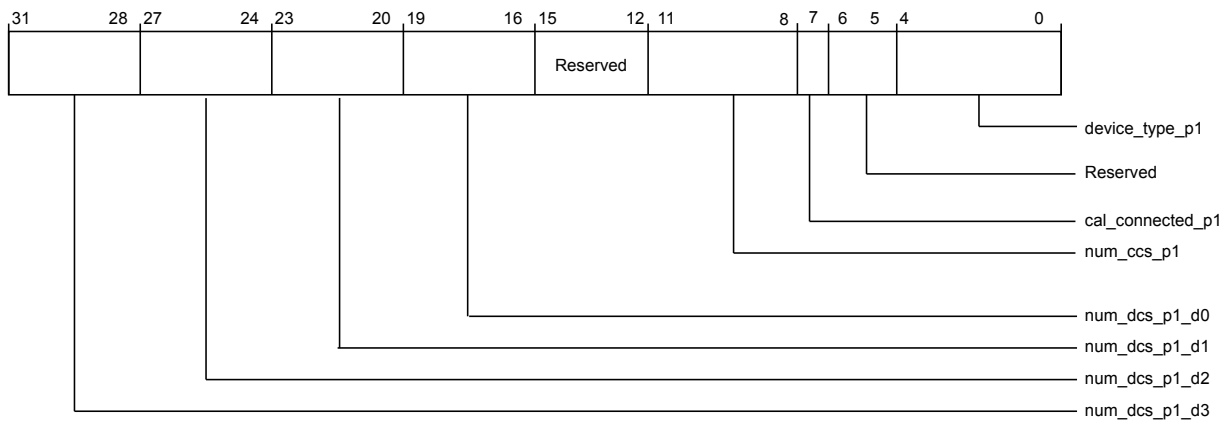 31 28 27 24 23 20 19 16 15 12 11 8 7 6 5 4 0
Reserved
device_type_p1
Reserved
cal_connected_p1
num_ccs_p1
num_dcs_p1_d0
num_dcs_p1_d1
num_dcs_p1_d2
num_dcs_p1_d3